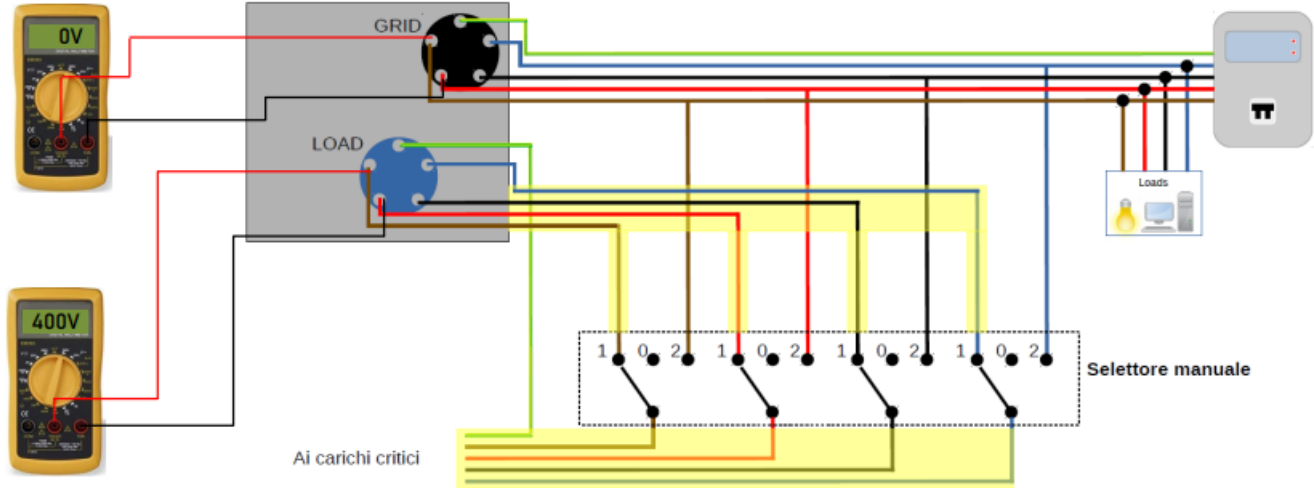 0V
GRID
LOAD
Loads
400V
1 0 2 1 0 2 1 0 2 1 0 2
Selettore manuale
Ai carichi critici